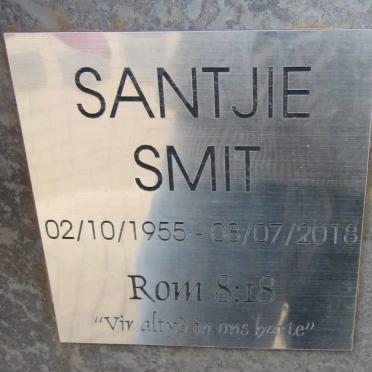 SANTJIE
SMIT
02/10/1955 - 08/07/2018
Rom 8:18
"Vir altyd in ons harte"